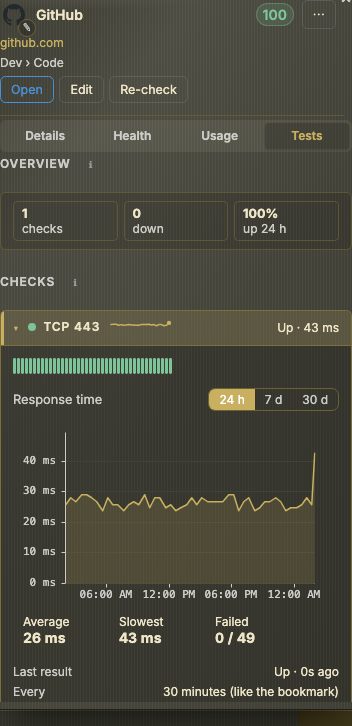 GitHub 100 ...
github.com
Dev › Code
Open Edit Re-check
Details Health Usage Tests
OVERVIEW i
1 0 100%
checks down up 24 h
CHECKS i
TCP 443 Up · 43 ms
Response time 24 h 7 d 30 d
40 ms
30 ms
20 ms
10 ms
0 ms
06:00 AM 12:00 PM 06:00 PM 12:00 AM
Average Slowest Failed
26 ms 43 ms 0 / 49
Last result Up · 0s ago
Every 30 minutes (like the bookmark)